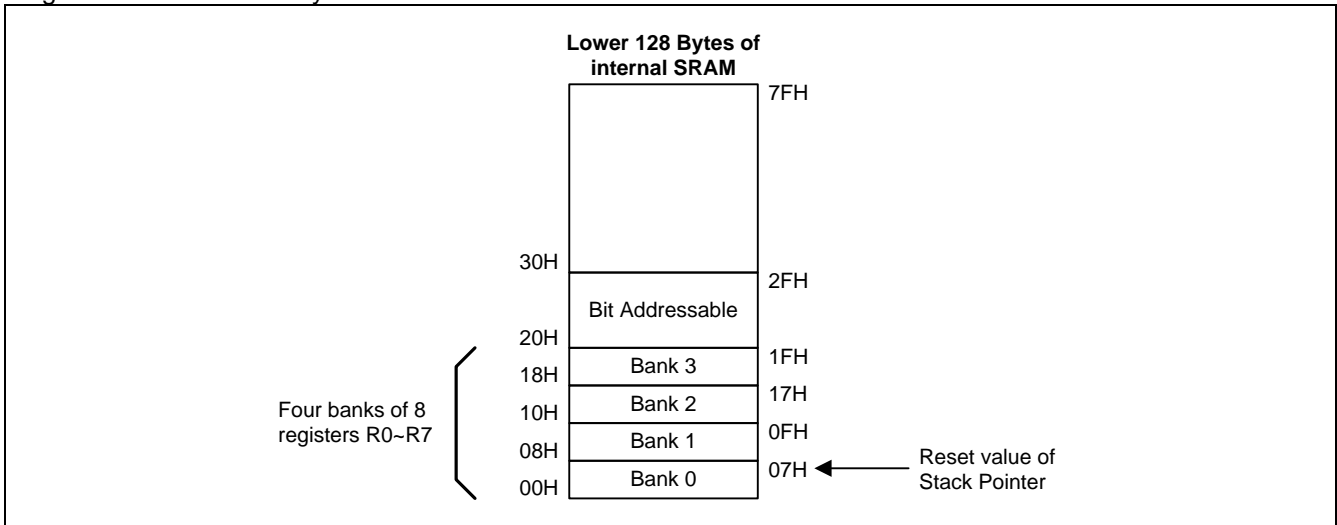 Lower 128 Bytes of
internal SRAM
7FH
30H
2FH
Bit Addressable
20H
1FH
Bank 3
18H
17H
Bank 2
10H
0FH
Bank 1
08H
07H
Bank 0
00H
Four banks of 8
registers R0~R7
Reset value of
Stack Pointer